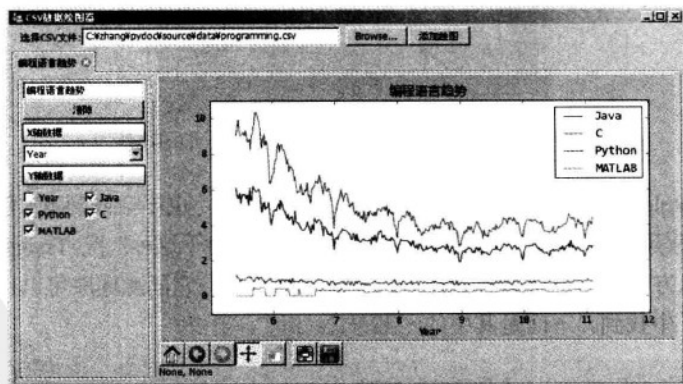 CSV数据绘图器
选择CSV文件: C:¥zhang¥pydoc¥source¥data¥programming.csv Browse... 添加绘图
编程语言趋势
编程语言趋势
清除
X轴数据
Year
Y轴数据
Year Java
Python C
MATLAB
编程语言趋势
Java
C
Python
MATLAB
10
8
6
4
2
0
6 7 8 9 10 11 12
Year
None, None